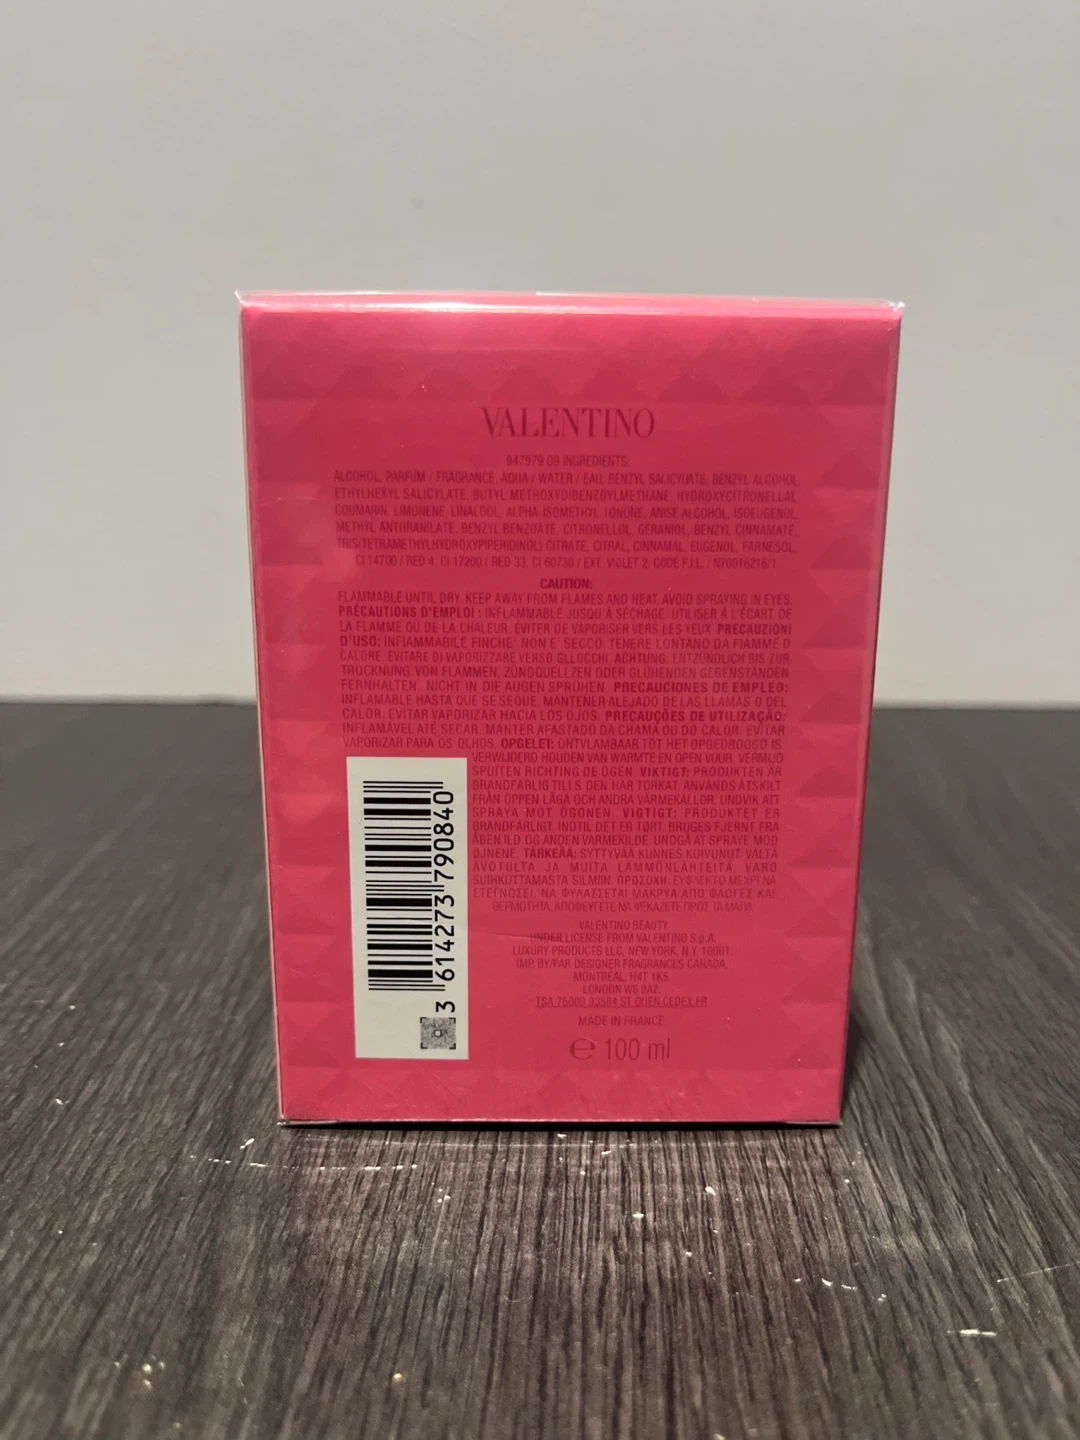 VALENTINO
947979 09 INGREDIENTS:
ALCOHOL, PARFUM / FRAGRANCE, AQUA / WATER / EAU, BENZYL SALICYLATE, BENZYL ALCOHOL,
ETHYLHEXYL SALICYLATE, BUTYL METHOXYDIBENZOYLMETHANE, HYDROXYCITRONELLAL,
COUMARIN, LIMONENE, LINALOOL, ALPHA-ISOMETHYL IONONE, ANISE ALCOHOL, ISOEUGENOL,
METHYL ANTHRANILATE, BENZYL BENZOATE, CITRONELLOL, GERANIOL, BENZYL CINNAMATE,
TRIS(TETRAMETHYLHYDROXYPIPERIDINOL) CITRATE, CITRAL, CINNAMAL, EUGENOL, FARNESOL,
CI 14700 / RED 4, CI 17200 / RED 33, CI 60730 / EXT. VIOLET 2. CODE F.I.L. : N70016216/1
CAUTION:
FLAMMABLE UNTIL DRY. KEEP AWAY FROM FLAMES AND HEAT. AVOID SPRAYING IN EYES.
PRÉCAUTIONS D'EMPLOI : INFLAMMABLE JUSQU'À SÉCHAGE. UTILISER À L'ÉCART DE
LA FLAMME OU DE LA CHALEUR. ÉVITER DE VAPORISER VERS LES YEUX. PRECAUZIONI
D'USO: INFIAMMABILE FINCHE' NON E' SECCO. TENERE LONTANO DA FIAMME O
CALORE. EVITARE DI VAPORIZZARE VERSO GLI OCCHI. ACHTUNG: ENTZÜNDLICH BIS ZUR
TROCKNUNG. VON FLAMMEN, ZÜNDQUELLZEN ODER GLÜHENDEN GEGENSTÄNDEN
FERNHALTEN. NICHT IN DIE AUGEN SPRÜHEN. PRECAUCIONES DE EMPLEO:
INFLAMABLE HASTA QUE SE SEQUE. MANTENER ALEJADO DE LAS LLAMAS O DEL
CALOR. EVITAR VAPORIZAR HACIA LOS OJOS. PRECAUÇÕES DE UTILIZAÇÃO:
INFLAMÁVEL ATÉ SECAR. MANTER AFASTADO DA CHAMA OU DO CALOR. EVITAR
VAPORIZAR PARA OS OLHOS. OPGELET: ONTVLAMBAAR TOT HET OPGEDROOGD IS.
VERWIJDERD HOUDEN VAN WARMTE EN OPEN VUUR. VERMIJD
SPUITEN RICHTING DE OGEN. VIKTIGT: PRODUKTEN ÄR
BRANDFARLIG TILLS DEN HAR TORKAT. ANVÄNDS ÅTSKILT
FRÅN ÖPPEN LÅGA OCH ANDRA VÄRMEKÄLLOR. UNDVIK ATT
SPRAYA MOT ÖGONEN. VIGTIGT: PRODUKTET ER
BRANDFARLIGT, INDTIL DET ER TØRT. BRUGES FJERNT FRA
ÅBEN ILD OG ANDEN VARMEKILDE. UNDGÅ AT SPRAYE MOD
ØJNENE. TÄRKEÄÄ: SYTTYVÄÄ KUNNES KUIVUNUT. VÄLTÄ
AVOTULTA JA MUITA LÄMMÖNLÄHTEITÄ. VARO
SUIHKUTTAMASTA SILMIIN. ΠΡΟΣΟΧΗ: ΕΥΦΛΕΚΤΟ ΜΕΧΡΙ ΝΑ
ΣΤΕΓΝΩΣΕΙ. ΝΑ ΦΥΛΑΣΣΕΤΑΙ ΜΑΚΡΥΑ ΑΠΟ ΦΛΟΓΕΣ ΚΑΙ
ΘΕΡΜΟΤΗΤΑ. ΑΠΟΦΕΥΓΕΤΕ ΝΑ ΨΕΚΑΖΕΤΕ ΠΡΟΣ ΤΑ ΜΑΤΙΑ.
VALENTINO BEAUTY
UNDER LICENSE FROM VALENTINO S.p.A.
LUXURY PRODUCTS LLC, NEW YORK, N.Y. 10001.
IMP. BY/PAR DESIGNER FRAGRANCES CANADA,
MONTRÉAL, H4T 1K5.
LONDON W6 8AZ.
TSA 75000 93584 ST OUEN CEDEX FR
MADE IN FRANCE
℮ 100 ml
3 614273 790840